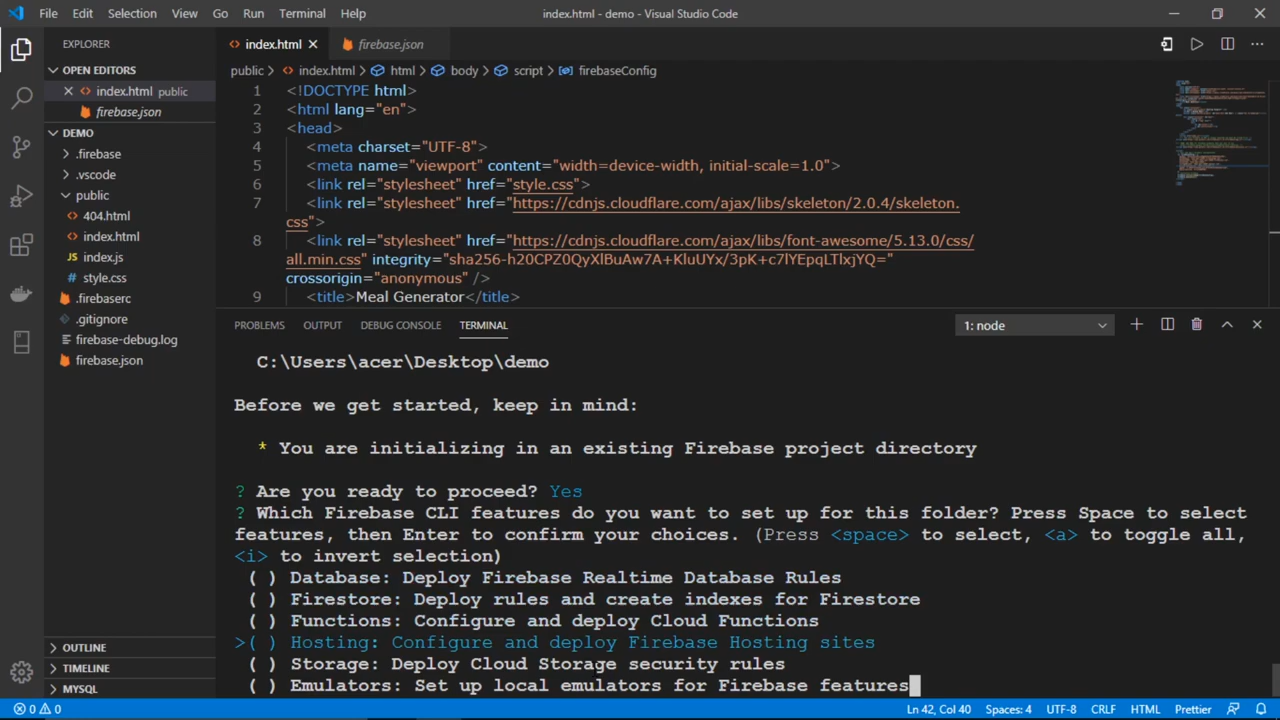 File Edit Selection View Go Run Terminal Help index.html - demo - Visual Studio Code
EXPLORER
OPEN EDITORS
index.html public
firebase.json
DEMO
.firebase
.vscode
public
404.html
index.html
index.js
style.css
.firebaserc
.gitignore
firebase-debug.log
firebase.json
OUTLINE
TIMELINE
MYSQL
index.html firebase.json
public > index.html > html > body > script > firebaseConfig
1 <!DOCTYPE html>
2 <html lang="en">
3 <head>
4 <meta charset="UTF-8">
5 <meta name="viewport" content="width=device-width, initial-scale=1.0">
6 <link rel="stylesheet" href="style.css">
7 <link rel="stylesheet" href="https://cdnjs.cloudflare.com/ajax/libs/skeleton/2.0.4/skeleton.
css">
8 <link rel="stylesheet" href="https://cdnjs.cloudflare.com/ajax/libs/font-awesome/5.13.0/css/
all.min.css" integrity="sha256-h20CPZ0QyXlBuAw7A+KluUYx/3pK+c7lYEpqLTlxjYQ="
crossorigin="anonymous" />
9 <title>Meal Generator</title>
PROBLEMS OUTPUT DEBUG CONSOLE TERMINAL 1: node
C:\Users\acer\Desktop\demo
Before we get started, keep in mind:
* You are initializing in an existing Firebase project directory
? Are you ready to proceed? Yes
? Which Firebase CLI features do you want to set up for this folder? Press Space to select
features, then Enter to confirm your choices. (Press <space> to select, <a> to toggle all,
<i> to invert selection)
( ) Database: Deploy Firebase Realtime Database Rules
( ) Firestore: Deploy rules and create indexes for Firestore
( ) Functions: Configure and deploy Cloud Functions
>( ) Hosting: Configure and deploy Firebase Hosting sites
( ) Storage: Deploy Cloud Storage security rules
( ) Emulators: Set up local emulators for Firebase features
0 0 Ln 42, Col 40 Spaces: 4 UTF-8 CRLF HTML Prettier